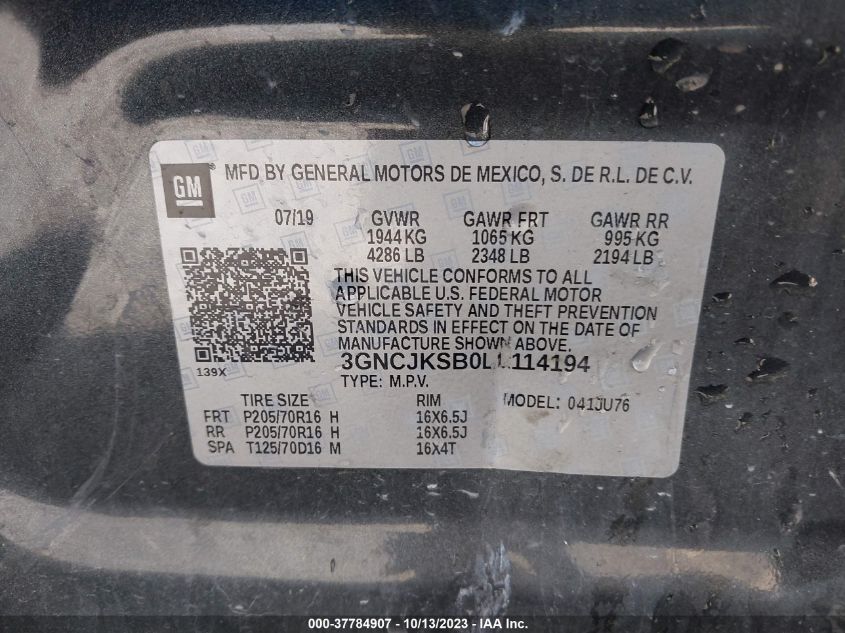 GM MFD BY GENERAL MOTORS DE MEXICO, S. DE R.L. DE C.V.
07/19 GVWR GAWR FRT GAWR RR
1944 KG 1065 KG 995 KG
4286 LB 2348 LB 2194 LB
THIS VEHICLE CONFORMS TO ALL
APPLICABLE U.S. FEDERAL MOTOR
VEHICLE SAFETY AND THEFT PREVENTION
STANDARDS IN EFFECT ON THE DATE OF
MANUFACTURE SHOWN ABOVE.
3GNCJKSB0LL114194
139X TYPE: M.P.V.
TIRE SIZE RIM MODEL: 041JU76
FRT P205/70R16 H 16X6.5J
RR P205/70R16 H 16X6.5J
SPA T125/70D16 M 16X4T
000-37784907 - 10/13/2023 - IAA Inc.